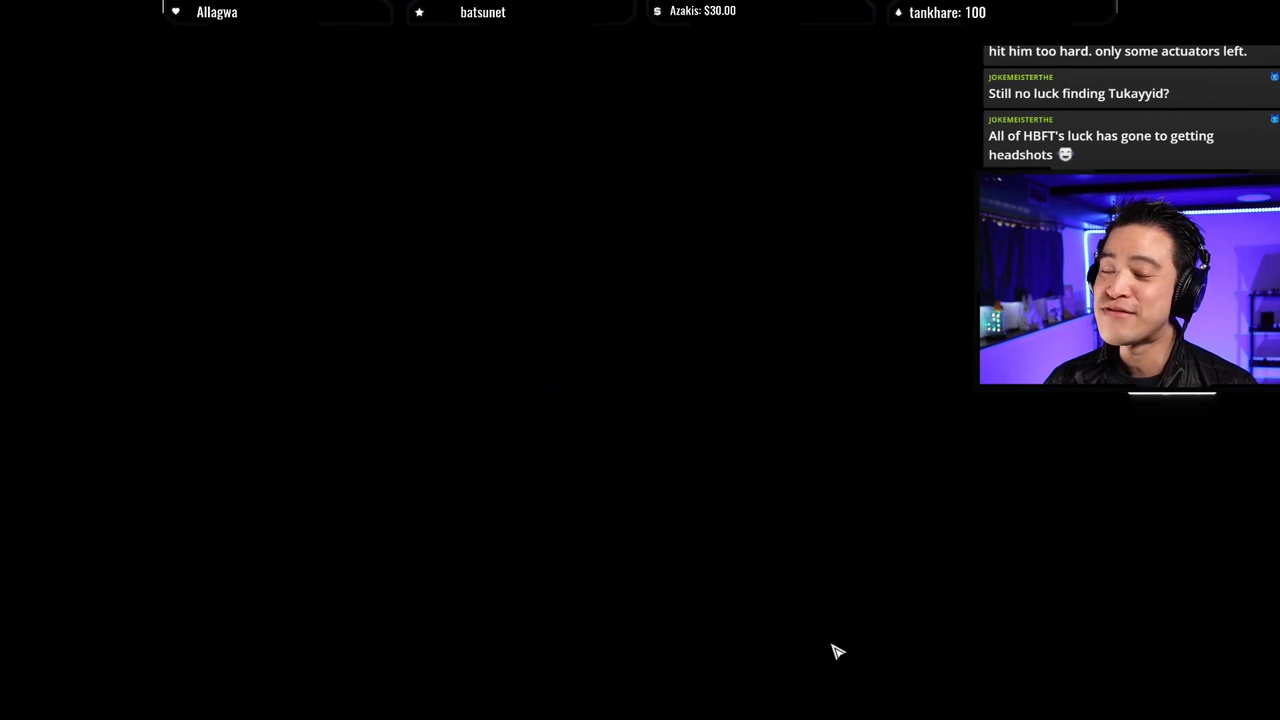 Allagwa
batsunet
Azakis: $30.00
tankhare: 100
hit him too hard. only some actuators left.
JOKEMEISTERTHE
Still no luck finding Tukayyid?
JOKEMEISTERTHE
All of HBFT's luck has gone to getting
headshots